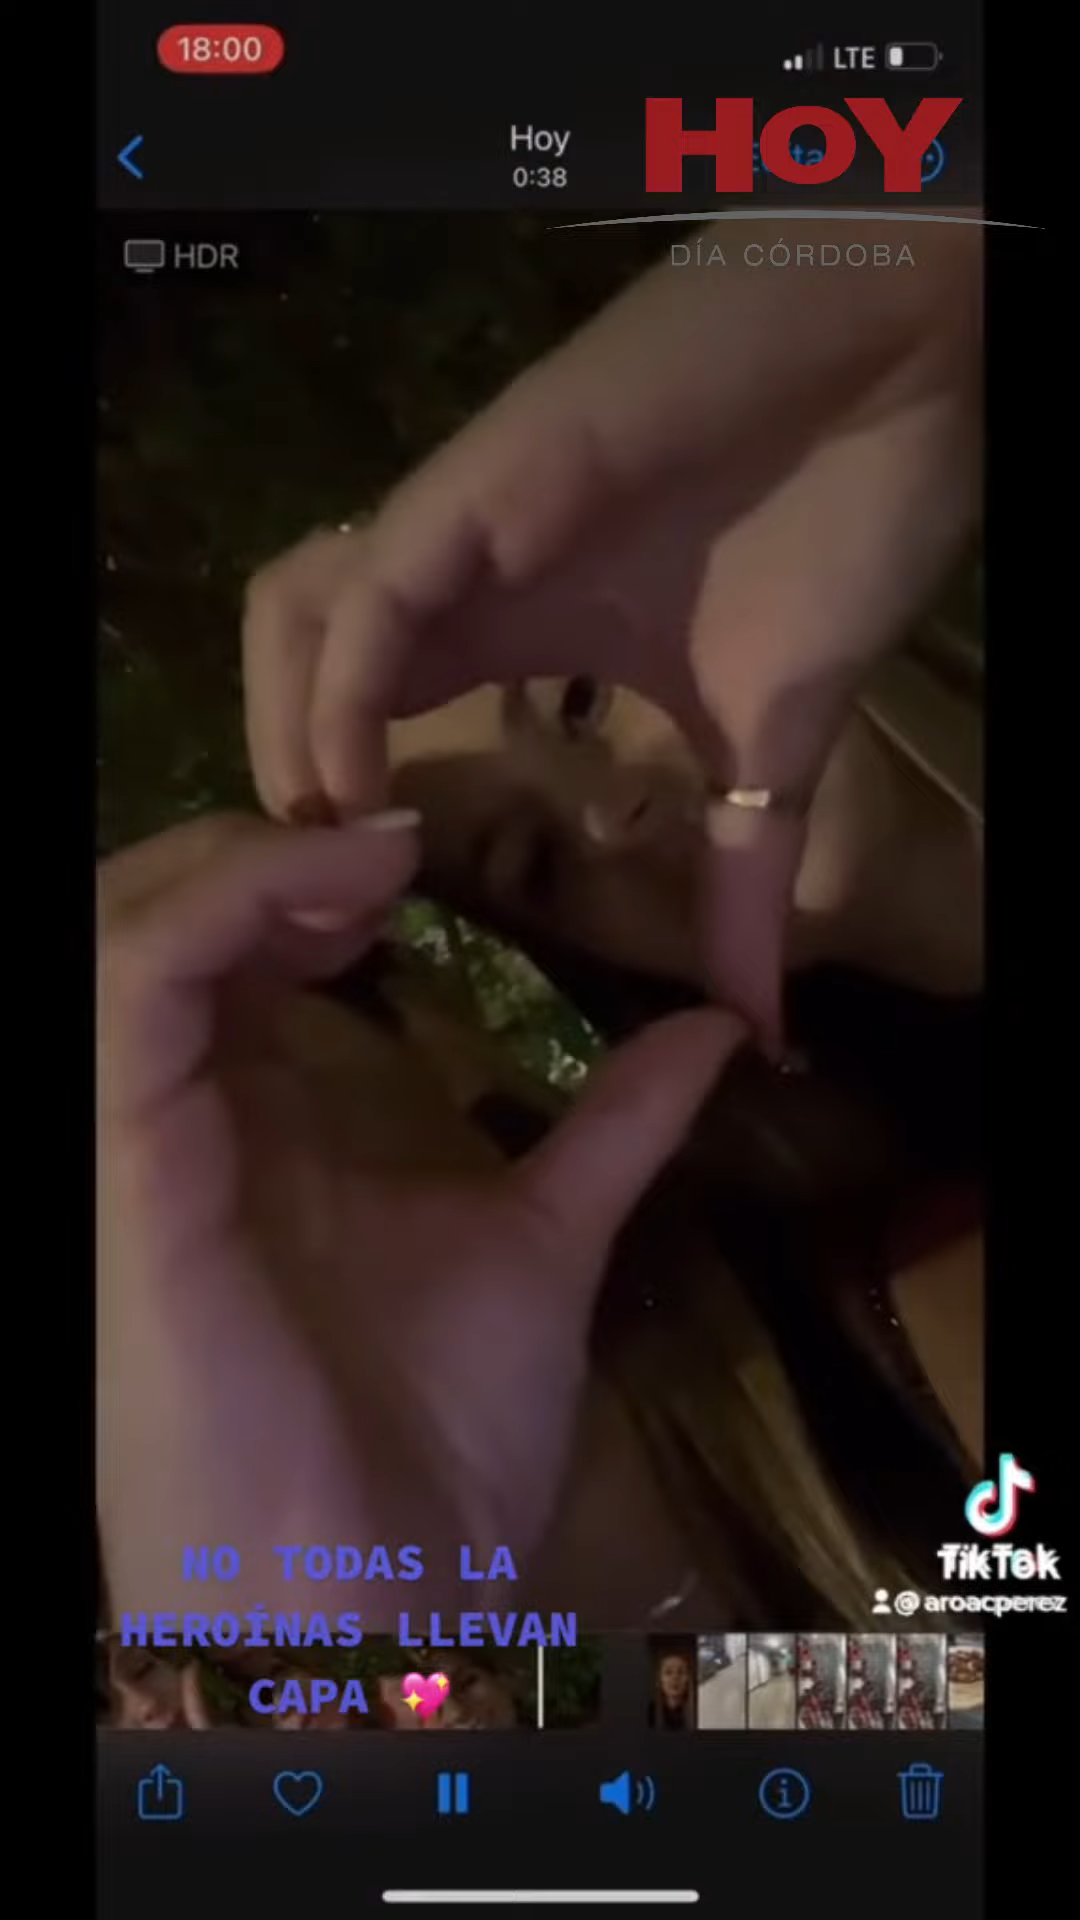 18:00
LTE
Hoy
0:38
HOY
DÍA CÓRDOBA
HDR
TikTok
@aroacperez
NO TODAS LA
HEROÍNAS LLEVAN
CAPA 💖